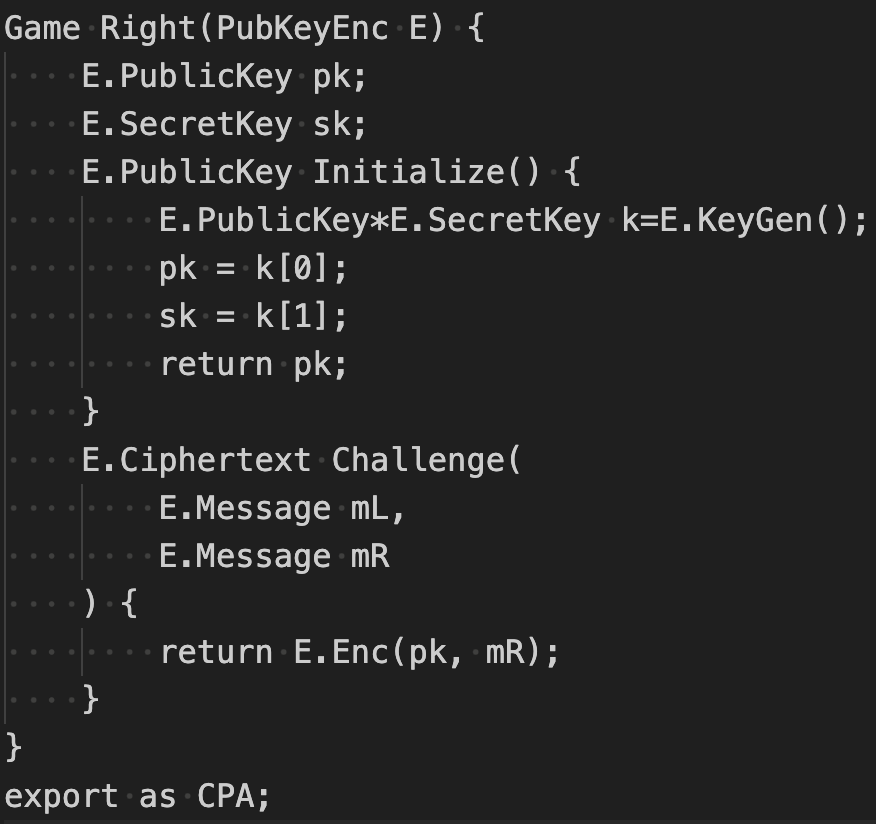 Game Right(PubKeyEnc E) {
    E.PublicKey pk;
    E.SecretKey sk;
    E.PublicKey Initialize() {
        E.PublicKey*E.SecretKey k=E.KeyGen();
        pk = k[0];
        sk = k[1];
        return pk;
    }
    E.Ciphertext Challenge(
        E.Message mL,
        E.Message mR
    ) {
        return E.Enc(pk, mR);
    }
}
export as CPA;